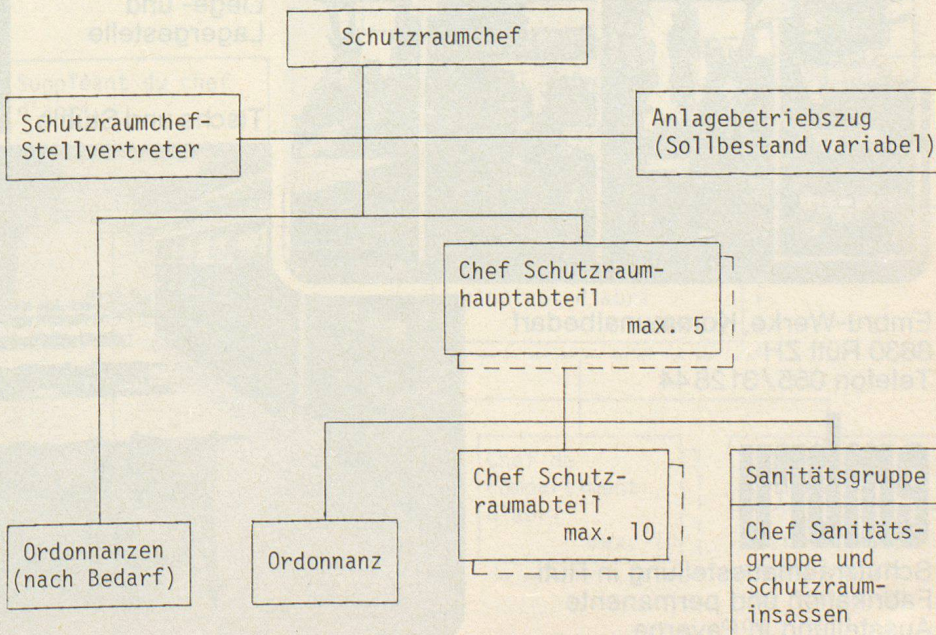 Schutzraumchef
Schutzraumchef-
Stellvertreter
Anlagebetriebszug
(Sollbestand variabel)
Chef Schutzraum-
hauptabteil
max. 5
Chef Schutz-
raumabteil
max. 10
Sanitätsgruppe
Chef Sanitäts-
gruppe und
Schutzraum-
insassen
Ordonnanzen
(nach Bedarf)
Ordonnanz